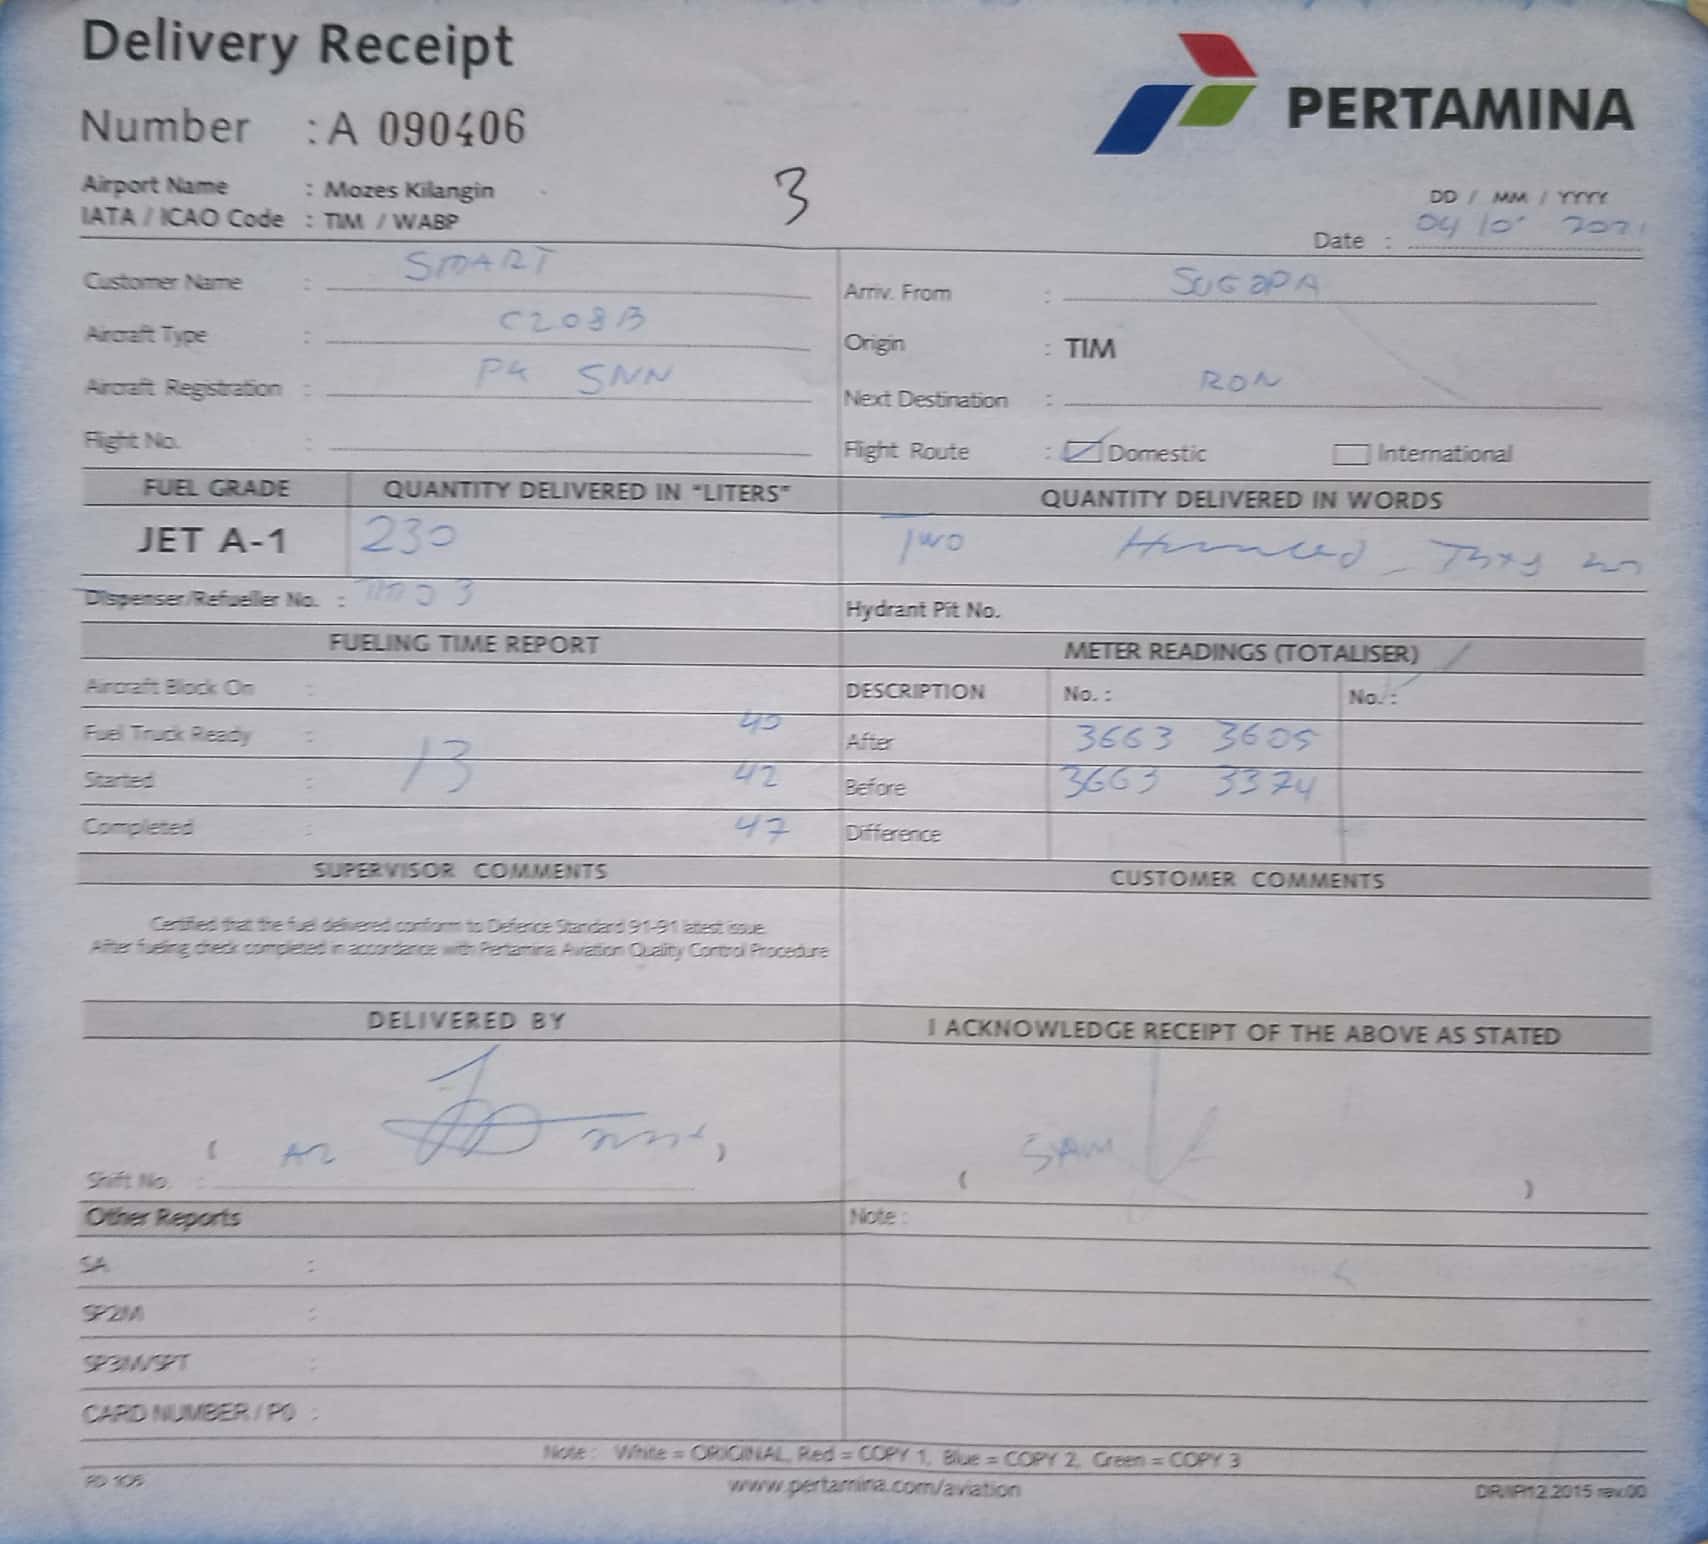 Delivery Receipt
PERTAMINA
Number : A 090406
3
Airport Name : Mozes Kilangin
IATA / ICAO Code : TIM / WABP
DD / MM / YYYY
Date : 04/10 2021
Customer Name : SMART
Arriv. From : SUGAPA
Aircraft Type : C208B
Origin : TIM
Aircraft Registration : PK SNN
Next Destination : RON
Flight No. :
Flight Route : Domestic International
FUEL GRADE QUANTITY DELIVERED IN "LITERS" QUANTITY DELIVERED IN WORDS
JET A-1 230 Two Hundred
Dispenser/Refueller No. :
Hydrant Pit No.
FUELING TIME REPORT METER READINGS (TOTALISER)
Aircraft Block On : DESCRIPTION No. : No. :
Fuel Truck Ready : 40 After 3663 3605
Started : 13 42 Before 3663 3374
Completed : 47 Difference
SUPERVISOR COMMENTS CUSTOMER COMMENTS
Certified that the fuel delivered conform to Defence Standard 91-91 latest issue.
After fueling check completed in accordance with Pertamina Aviation Quality Control Procedure
DELIVERED BY I ACKNOWLEDGE RECEIPT OF THE ABOVE AS STATED
( ) SAM
Shift No. : ( )
Other Reports Note :
SA :
SP2M :
SP3M/SPT :
CARD NUMBER / PO :
Note : White = ORIGINAL, Red = COPY 1, Blue = COPY 2, Green = COPY 3
www.pertamina.com/aviation
DR/IP/12.2015 rev.00